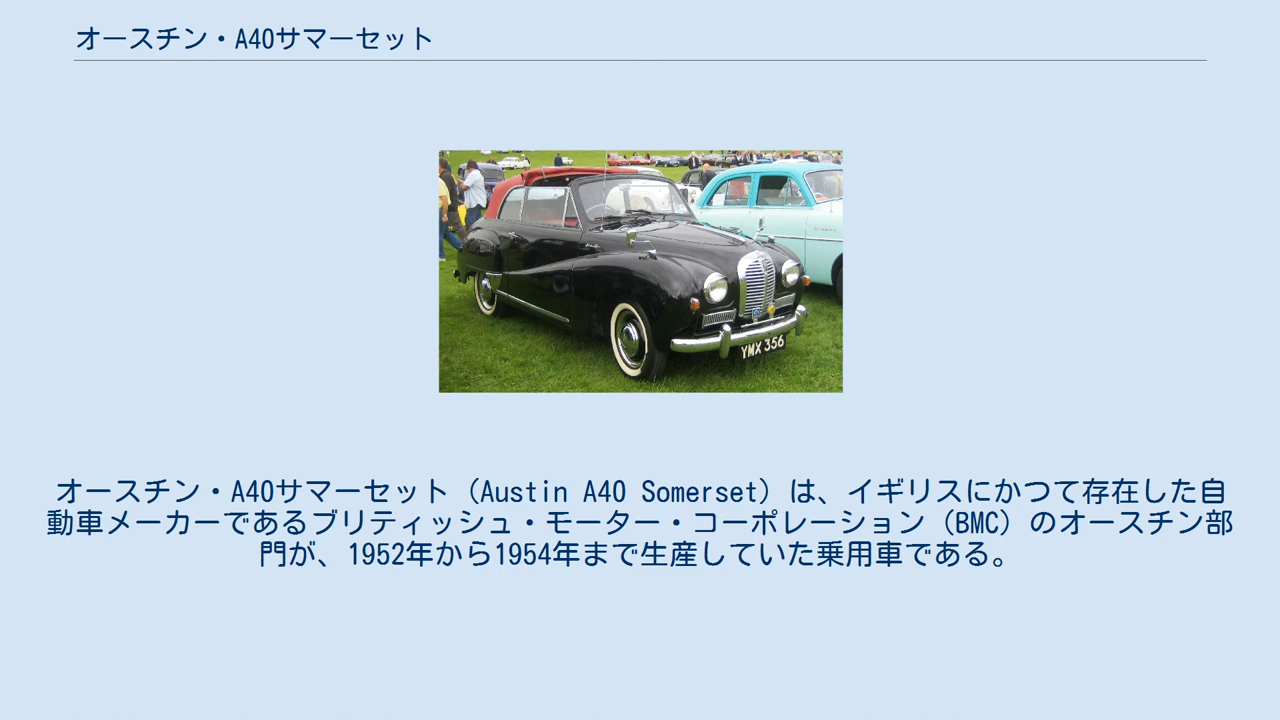 オースチン・A40サマーセット
YMX 356
オースチン・A40サマーセット（Austin A40 Somerset）は、イギリスにかつて存在した自
動車メーカーであるブリティッシュ・モーター・コーポレーション（BMC）のオースチン部
門が、1952年から1954年まで生産していた乗用車である。